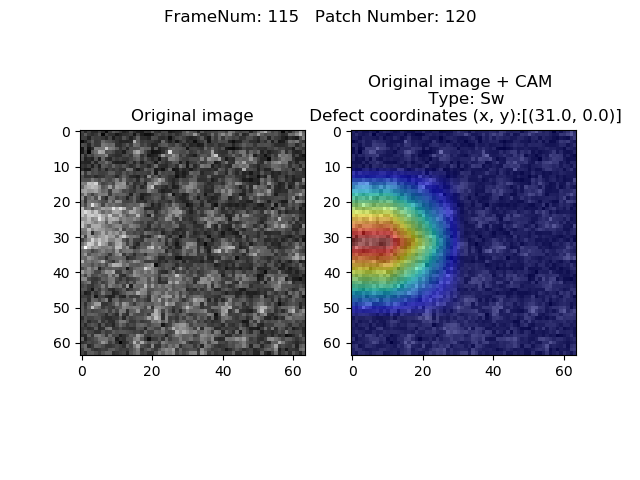 FrameNum: 115   Patch Number: 120
Original image
Original image + CAM
Type: Sw
Defect coordinates (x, y):[(31.0, 0.0)]
0
10
20
30
40
50
60
0 20 40 60
0
10
20
30
40
50
60
0 20 40 60